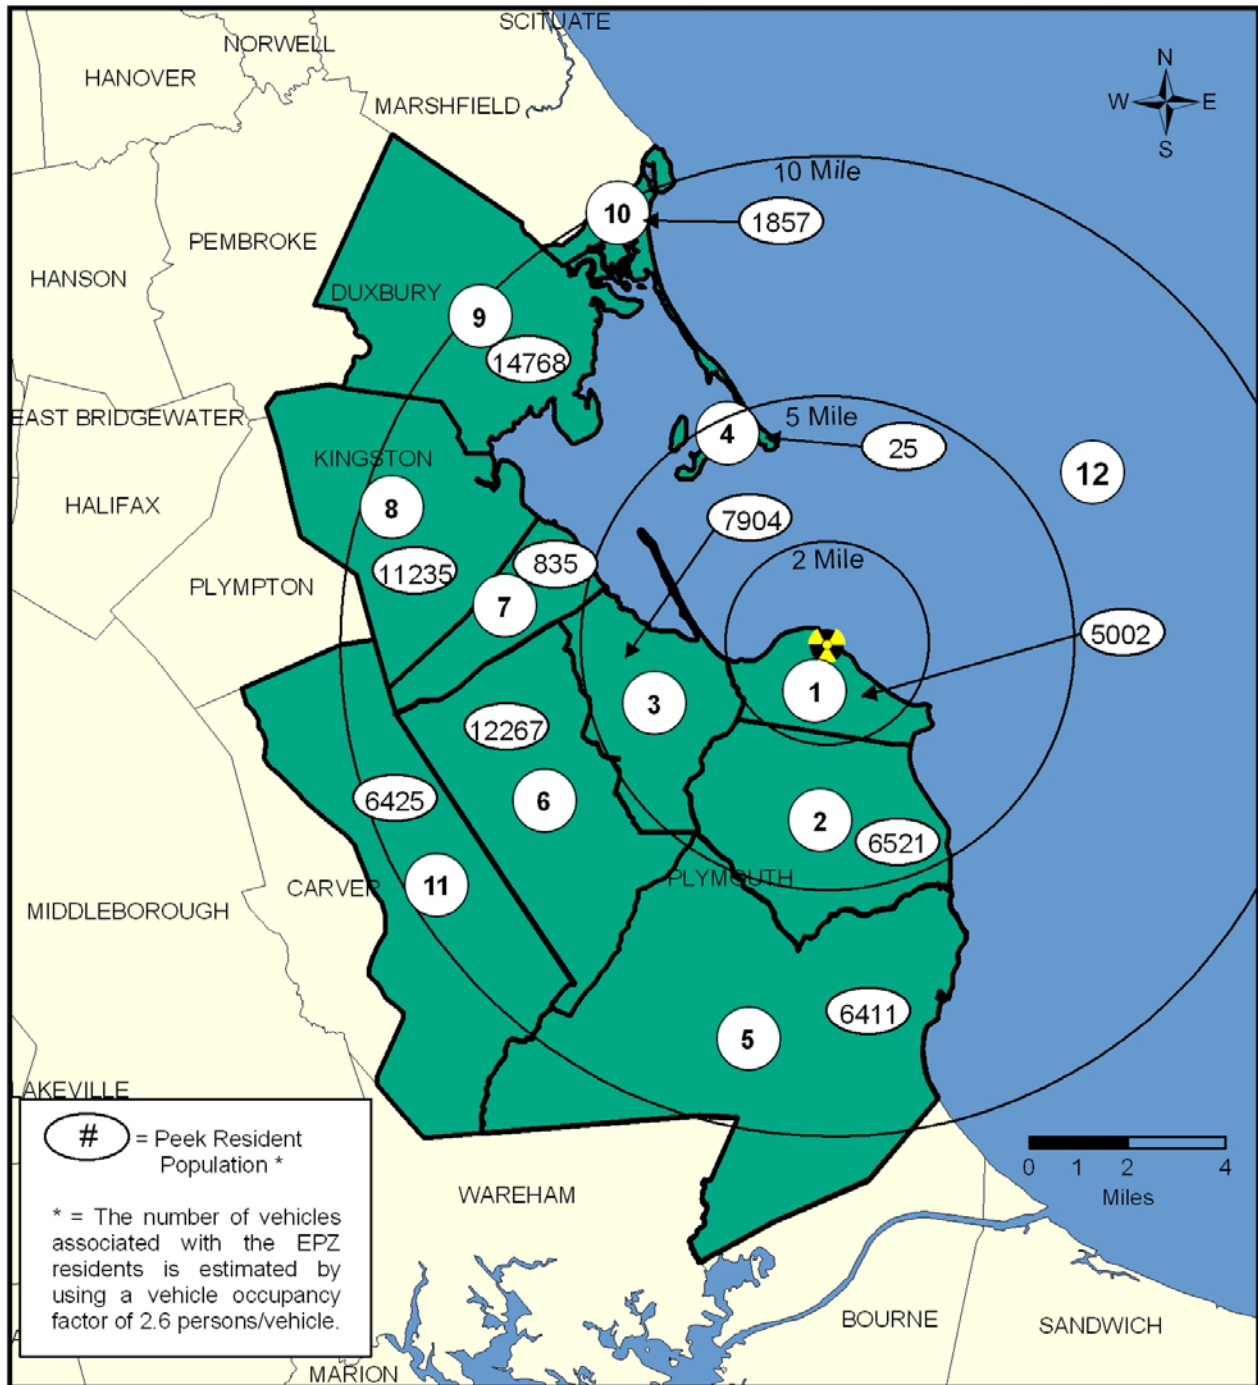 SCITUATE
NORWELL
HANOVER
MARSHFIELD
N
W E
S
10 Mile
10
1857
PEMBROKE
HANSON
DUXBURY
9
14768
EAST BRIDGEWATER
5 Mile
4
25
KINGSTON
12
HALIFAX
8
7904
2 Mile
835
11235
PLYMPTON
7
5002
1
3
12267
6425
6
2
6521
PLYMOUTH
CARVER
11
MIDDLEBOROUGH
6411
5
LAKEVILLE
# = Peek Resident
Population *
* = The number of vehicles
associated with the EPZ
residents is estimated by
using a vehicle occupancy
factor of 2.6 persons/vehicle.
0 1 2 4
Miles
WAREHAM
BOURNE
SANDWICH
MARION